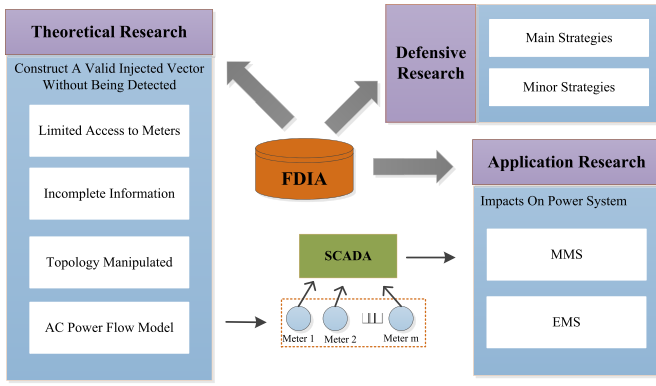 Theoretical Research
Construct A Valid Injected Vector
Without Being Detected
Limited Access to Meters
Incomplete Information
Topology Manipulated
AC Power Flow Model
FDIA
Defensive
Research
Main Strategies
Minor Strategies
Application Research
Impacts On Power System
MMS
EMS
SCADA
Meter 1
Meter 2
Meter m